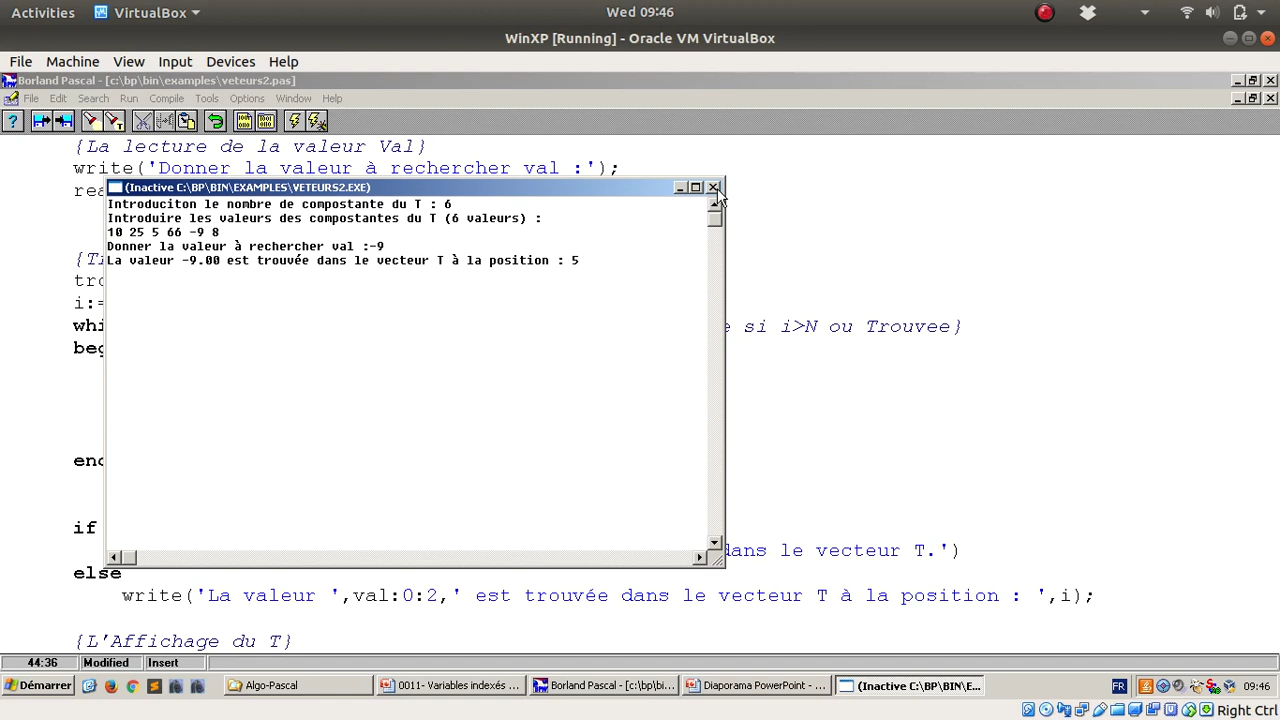 Activities VirtualBox Wed 09:46
WinXP [Running] - Oracle VM VirtualBox
File Machine View Input Devices Help
Borland Pascal - [c:\bp\bin\examples\veteurs2.pas]
File Edit Search Run Compile Tools Options Window Help
{La lecture de la valeur Val}
write('Donner la valeur à rechercher val :');
rea
(Inactive C:\BP\BIN\EXAMPLES\VETEURS2.EXE)
Introduciton le nombre de compostante du T : 6
Introduire les valeurs des compostantes du T (6 valeurs) :
10 25 5 66 -9 8
Donner la valeur à rechercher val :-9
{Ti
La valeur -9.00 est trouvée dans le vecteur T à la position : 5
tro
i:=
whi e si i>N ou Trouvee}
beg
end
if
dans le vecteur T.')
else
write('La valeur ',val:0:2,' est trouvée dans le vecteur T à la position : ',i);
{L'Affichage du T}
44:36 Modified Insert
Démarrer Algo-Pascal 0011- Variables indexés ... Borland Pascal - [c:\bp\bi... Diaporama PowerPoint - ... (Inactive C:\BP\BIN\E... FR 09:46
Right Ctrl